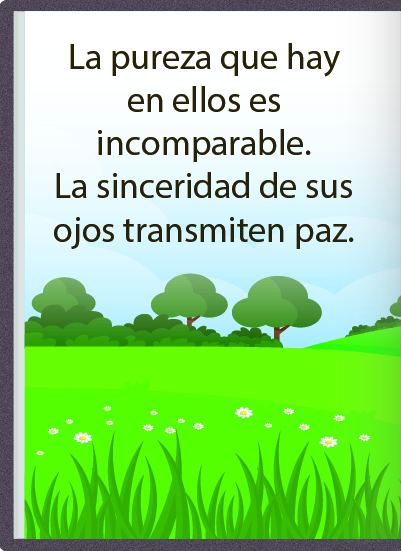 La pureza que hay
en ellos es
incomparable.
La sinceridad de sus
ojos transmiten paz.